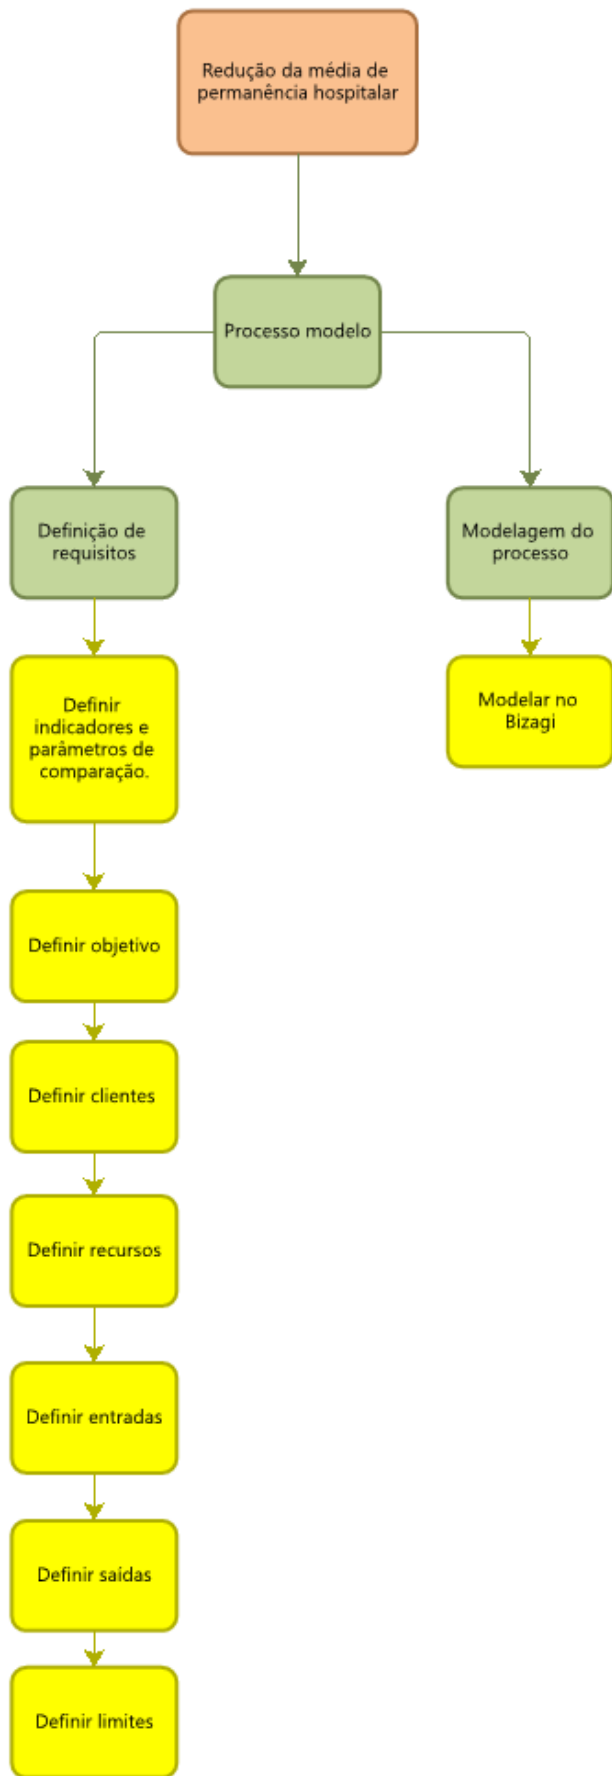 Redução da média de
permanência hospitalar
Processo modelo
Definição de
requisitos
Modelagem do
processo
Definir
indicadores e
parâmetros de
comparação.
Modelar no
Bizagi
Definir objetivo
Definir clientes
Definir recursos
Definir entradas
Definir saidas
Definir limites